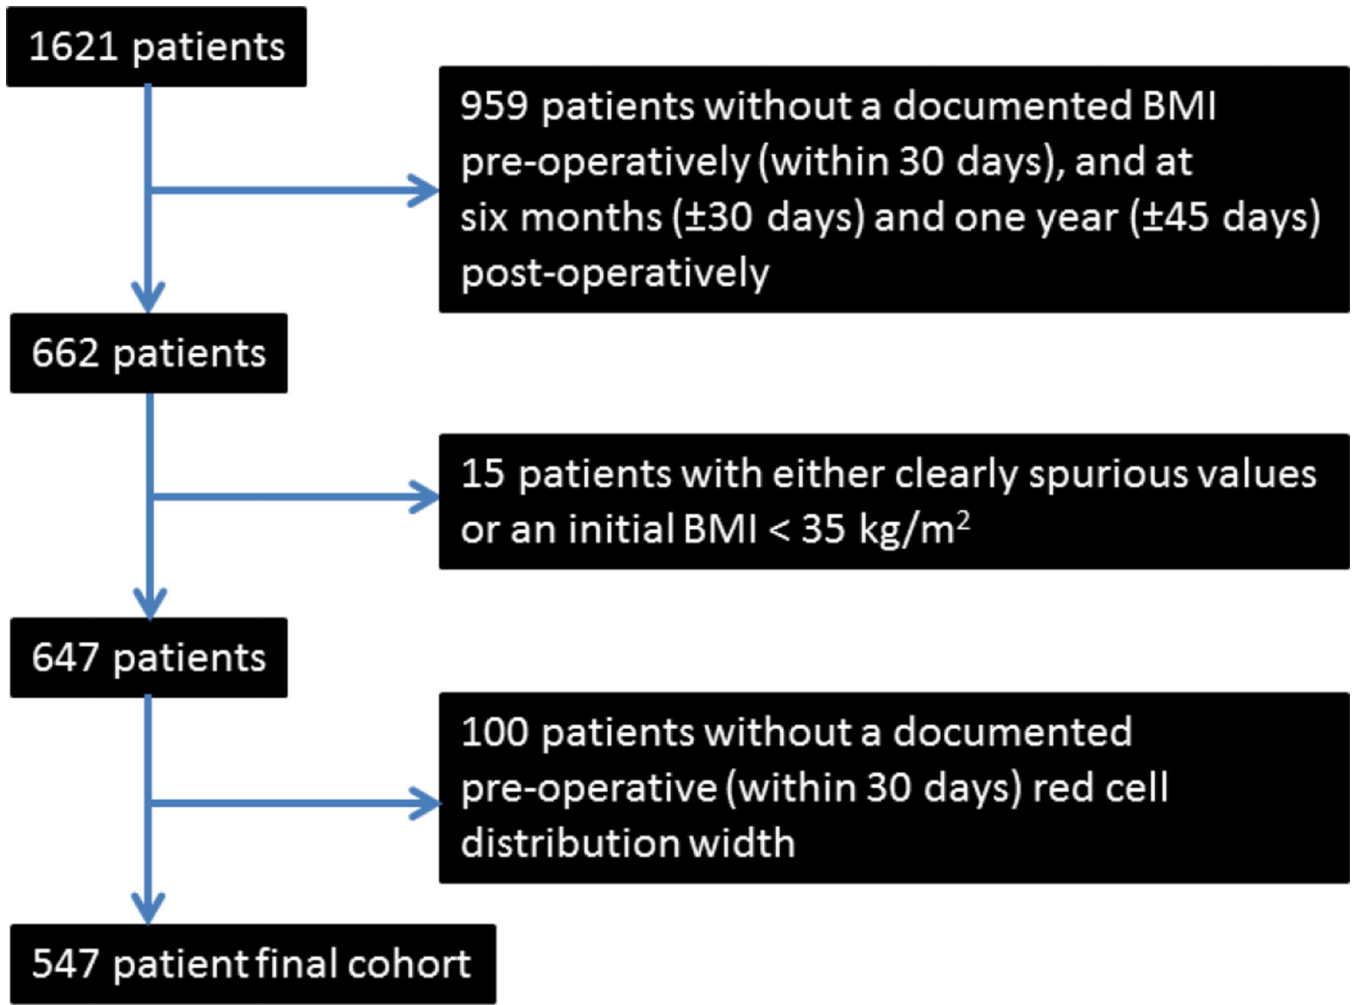 1621 patients
959 patients without a documented BMI
pre-operatively (within 30 days), and at
six months (±30 days) and one year (±45 days)
post-operatively
662 patients
15 patients with either clearly spurious values
or an initial BMI < 35 kg/m²
647 patients
100 patients without a documented
pre-operative (within 30 days) red cell
distribution width
547 patient final cohort